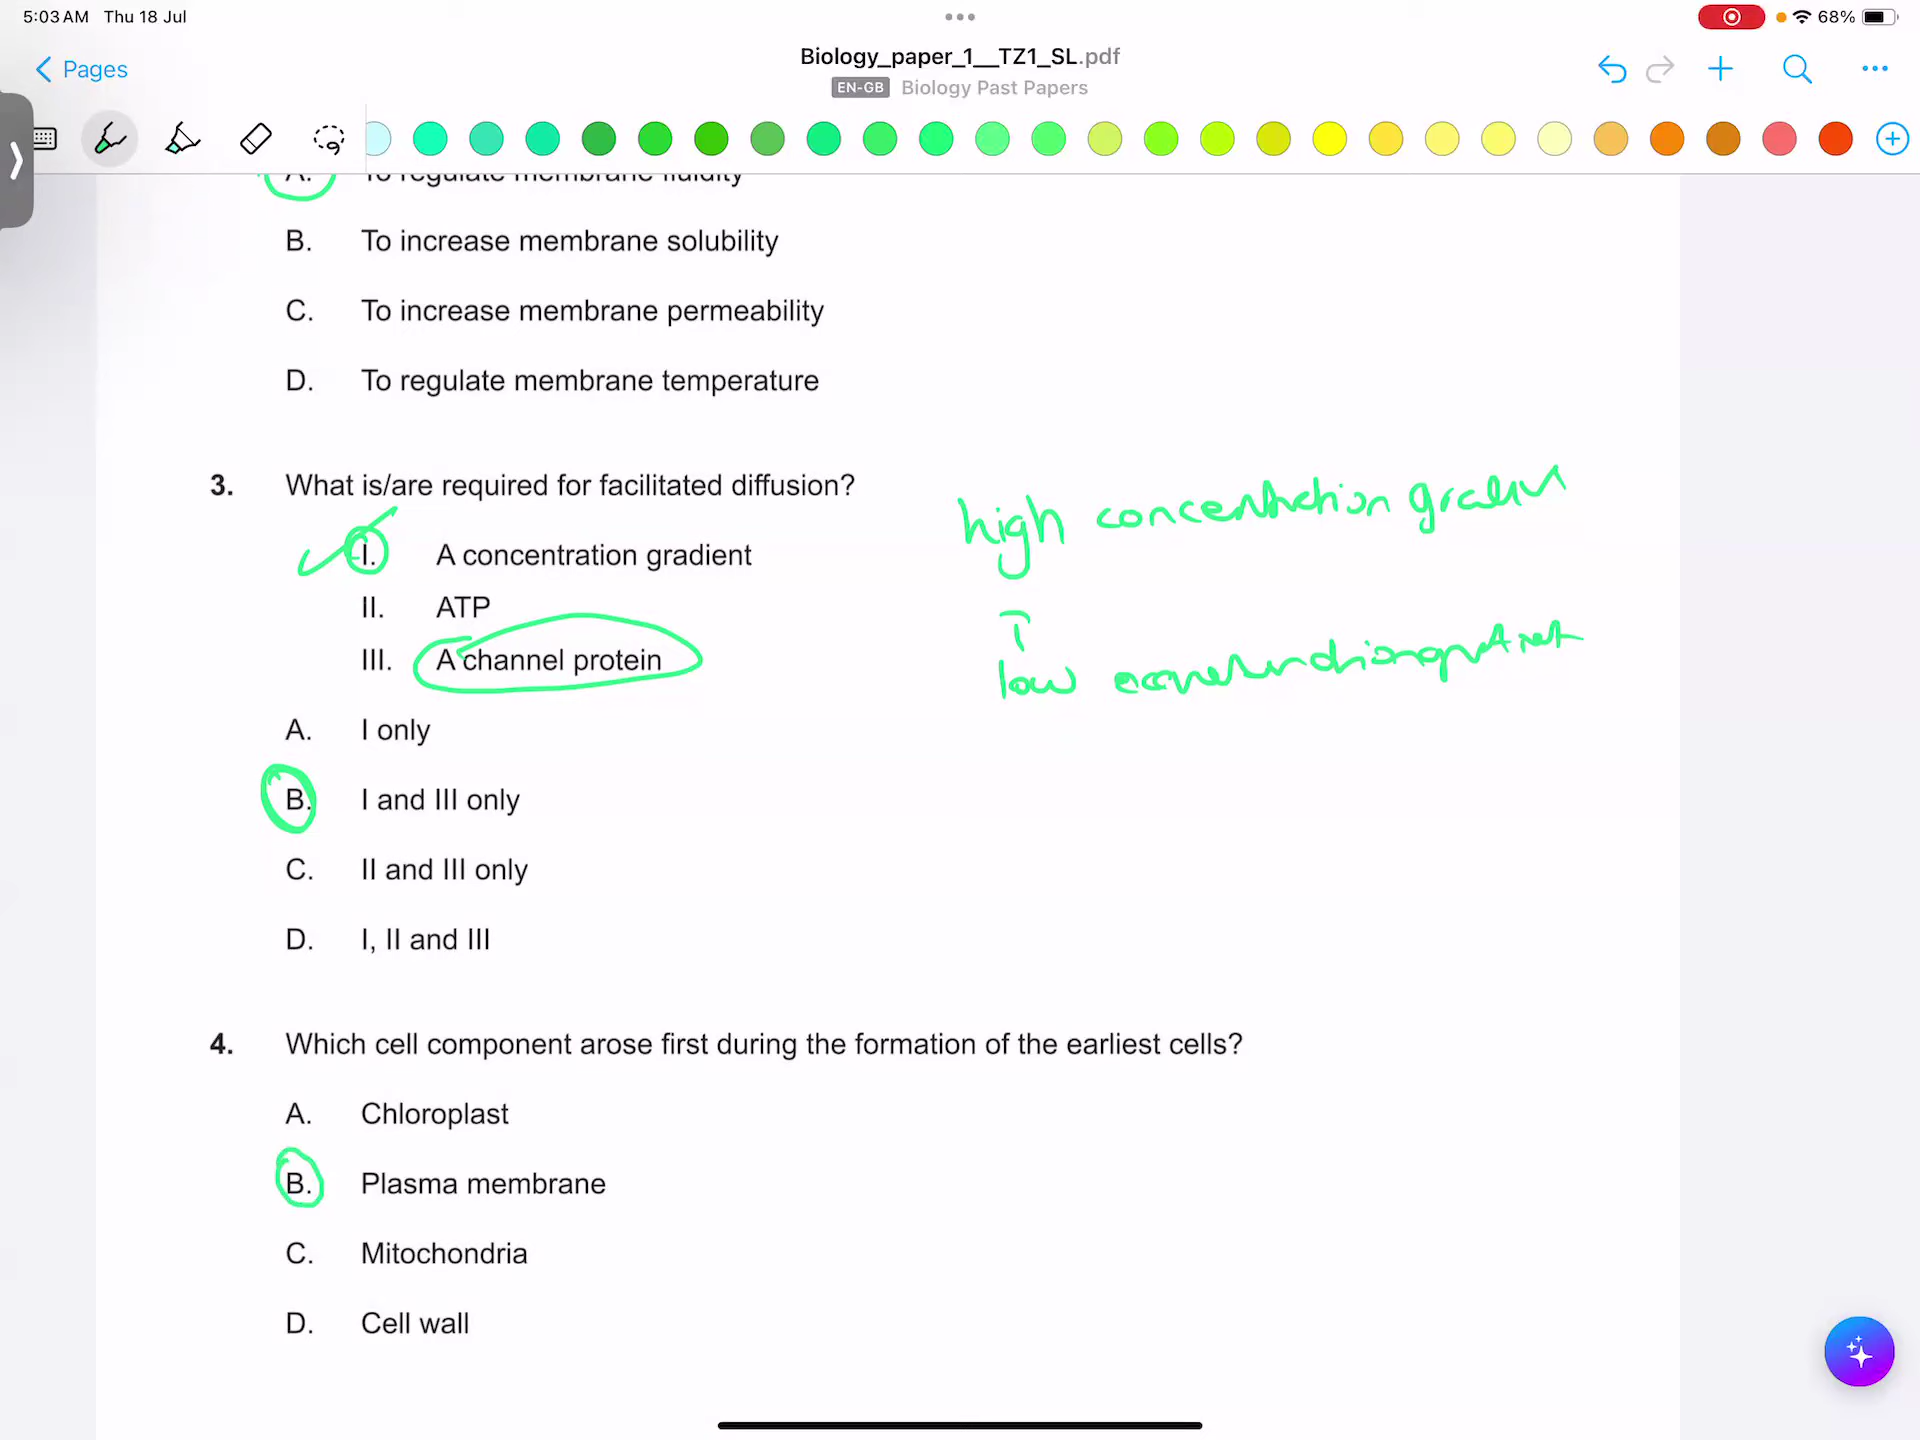 5:03 AM Thu 18 Jul
68%
Pages
Biology_paper_1__TZ1_SL.pdf
EN-GB Biology Past Papers
A. To regulate membrane fluidity
B. To increase membrane solubility
C. To increase membrane permeability
D. To regulate membrane temperature
3. What is/are required for facilitated diffusion?
high concentration gradient
I. A concentration gradient
II. ATP
III. A channel protein
low
A. I only
B. I and III only
C. II and III only
D. I, II and III
4. Which cell component arose first during the formation of the earliest cells?
A. Chloroplast
B. Plasma membrane
C. Mitochondria
D. Cell wall